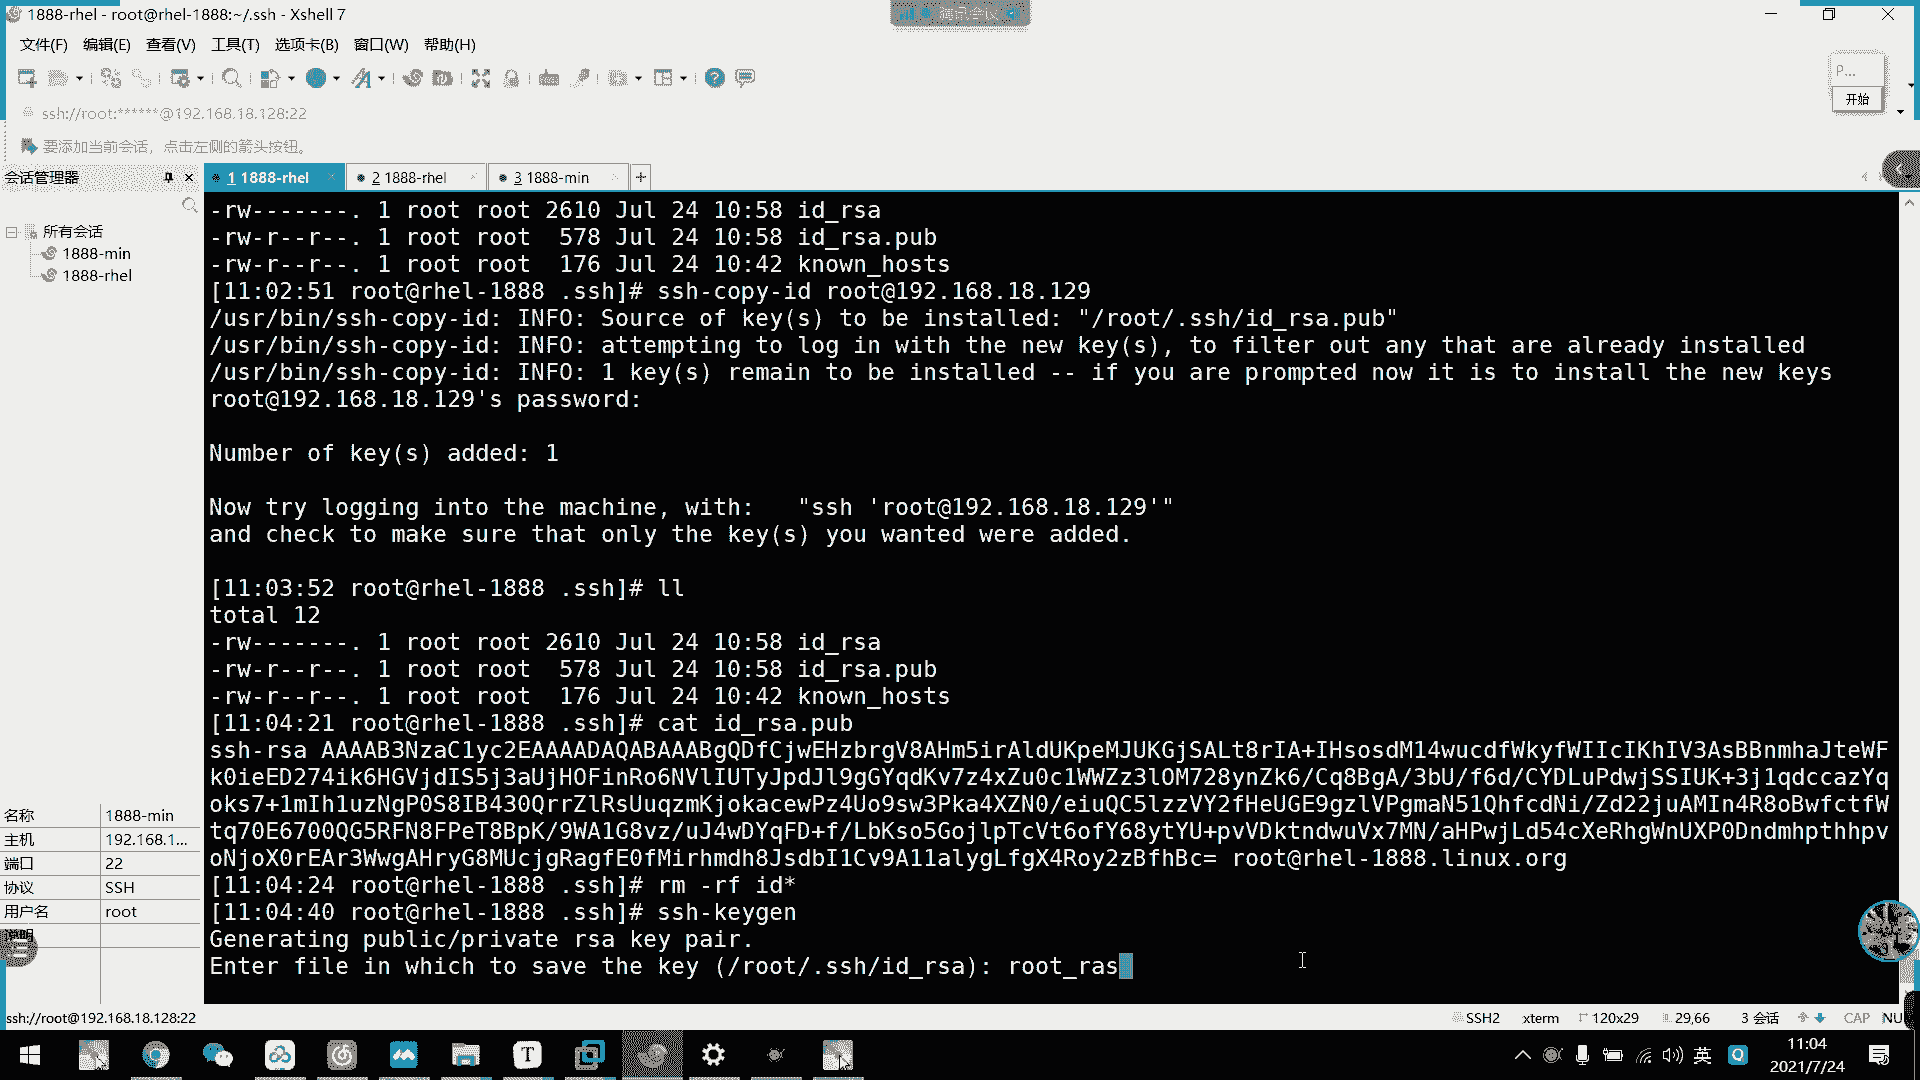 1888-rhel - root@rhel-1888:~/.ssh - Xshell 7
腾讯会议
文件(F) 编辑(E) 查看(V) 工具(T) 选项卡(B) 窗口(W) 帮助(H)
P...
开始
ssh://root:******@192.168.18.128:22
要添加当前会话，点击左侧的箭头按钮。
会话管理器
1 1888-rhel
2 1888-rhel
3 1888-min
所有会话
1888-min
1888-rhel
-rw-------. 1 root root 2610 Jul 24 10:58 id_rsa
-rw-r--r--. 1 root root  578 Jul 24 10:58 id_rsa.pub
-rw-r--r--. 1 root root  176 Jul 24 10:42 known_hosts
[11:02:51 root@rhel-1888 .ssh]# ssh-copy-id root@192.168.18.129
/usr/bin/ssh-copy-id: INFO: Source of key(s) to be installed: "/root/.ssh/id_rsa.pub"
/usr/bin/ssh-copy-id: INFO: attempting to log in with the new key(s), to filter out any that are already installed
/usr/bin/ssh-copy-id: INFO: 1 key(s) remain to be installed -- if you are prompted now it is to install the new keys
root@192.168.18.129's password:
Number of key(s) added: 1
Now try logging into the machine, with:   "ssh 'root@192.168.18.129'"
and check to make sure that only the key(s) you wanted were added.
[11:03:52 root@rhel-1888 .ssh]# ll
total 12
-rw-------. 1 root root 2610 Jul 24 10:58 id_rsa
-rw-r--r--. 1 root root  578 Jul 24 10:58 id_rsa.pub
-rw-r--r--. 1 root root  176 Jul 24 10:42 known_hosts
[11:04:21 root@rhel-1888 .ssh]# cat id_rsa.pub
ssh-rsa AAAAB3NzaC1yc2EAAAADAQABAAABgQDfCjwEHzbrgV8AHm5irAldUKpeMJUKGjSALt8rIA+IHsosdM14wucdfWkyfWIIcIKhIV3AsBBnmhaJteWF
k0ieED274ik6HGVjdIS5j3aUjHOFinRo6NVlIUTyJpdJl9gGYqdKv7z4xZu0c1WWZz3lOM728ynZk6/Cq8BgA/3bU/f6d/CYDLuPdwjSSIUK+3j1qdccazYq
oks7+1mIh1uzNgP0S8IB430QrrZlRsUuqzmKjokacewPz4Uo9sw3Pka4XZN0/eiuQC5lzzVY2fHeUGE9gzlVPgmaN51QhfcdNi/Zd22juAMIn4R8oBwfctfW
tq70E6700QG5RFN8FPeT8BpK/9WA1G8vz/uJ4wDYqFD+f/LbKso5GojlpTcVt6ofY68ytYU+pvVDktndwuVx7MN/aHPwjLd54cXeRhgWnUXP0Dndmhpthhpv
oNjoX0rEAr3WwgAHryG8MUcjgRagfE0fMirhmdh8JsdbI1Cv9A11alygLfgX4Roy2zBfhBc= root@rhel-1888.linux.org
[11:04:24 root@rhel-1888 .ssh]# rm -rf id*
[11:04:40 root@rhel-1888 .ssh]# ssh-keygen
Generating public/private rsa key pair.
Enter file in which to save the key (/root/.ssh/id_rsa): root_ras
名称 1888-min
主机 192.168.1...
端口 22
协议 SSH
用户名 root
说明
ssh://root@192.168.18.128:22
SSH2 xterm 120x29 29,66 3 会话 CAP NU
英
11:04
2021/7/24